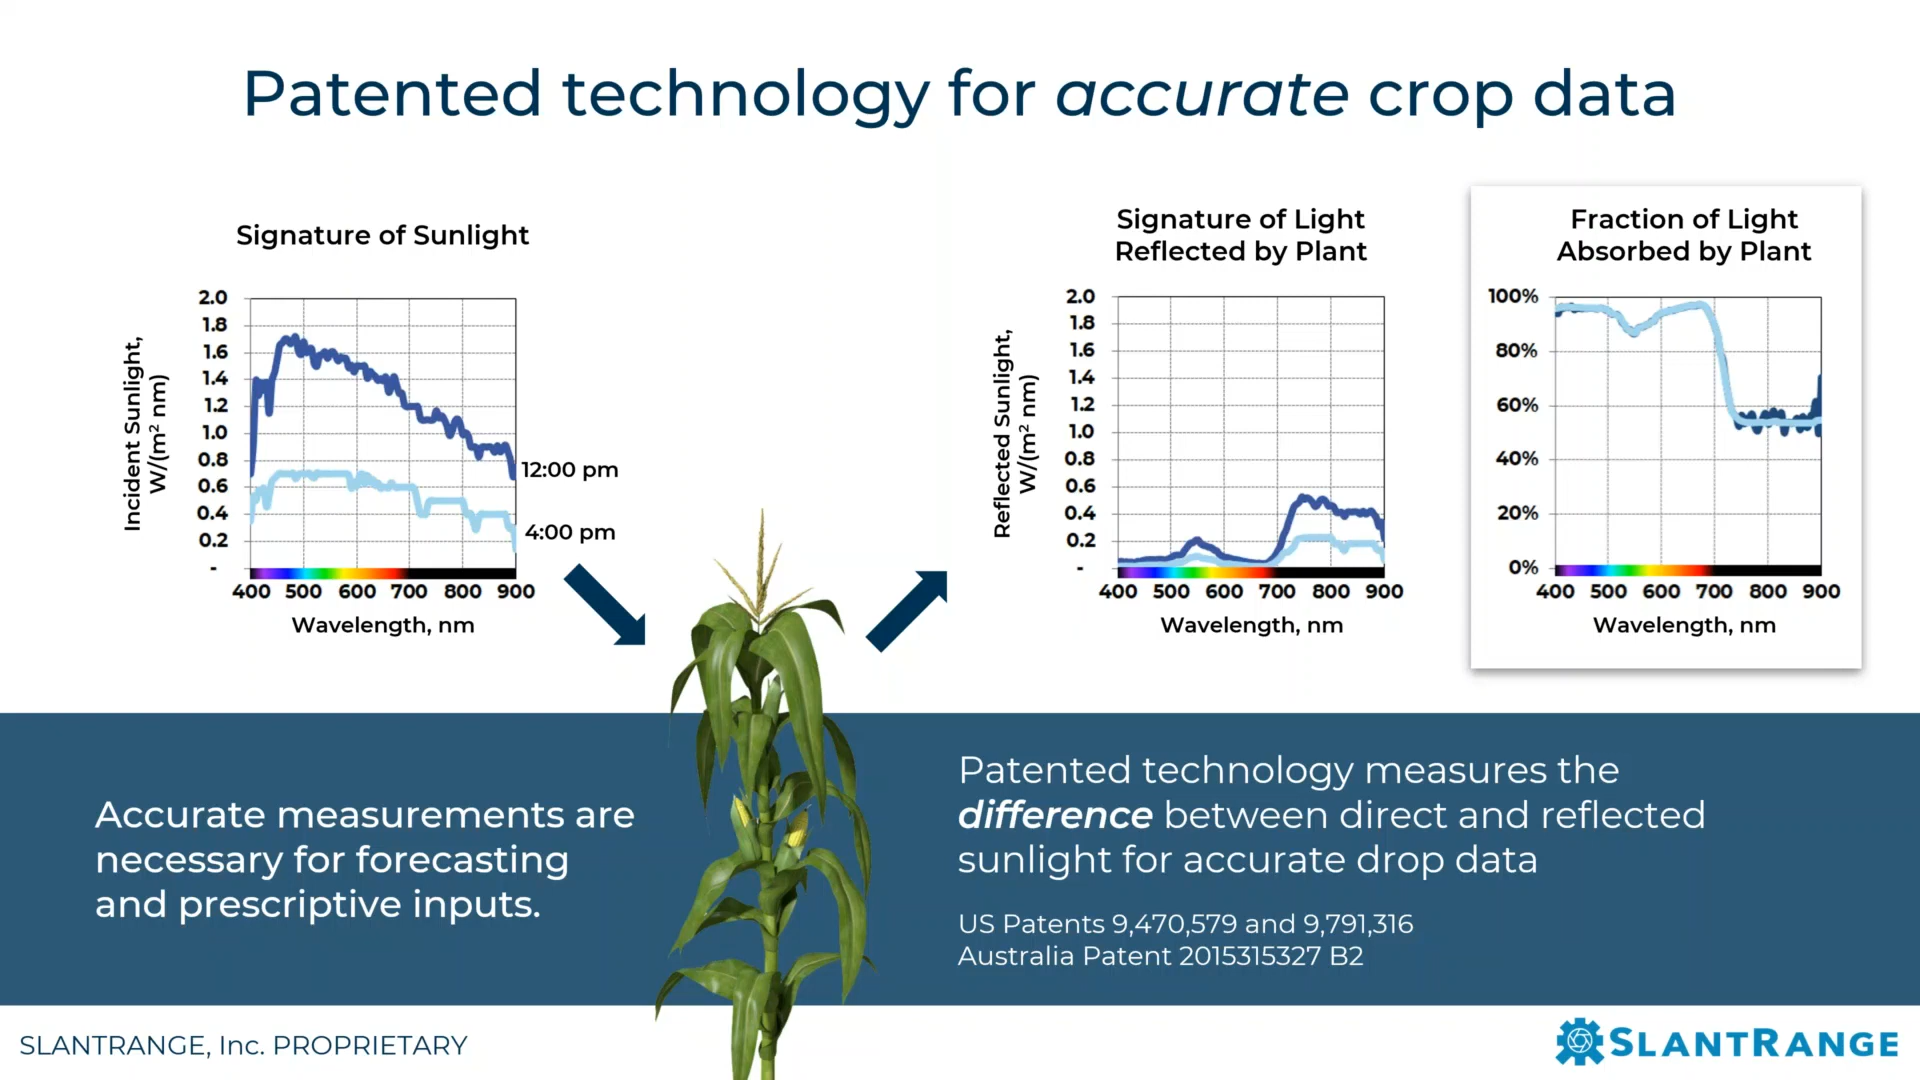 Patented technology for accurate crop data
Signature of Sunlight
Incident Sunlight,
W/(m² nm)
2.0
1.8
1.6
1.4
1.2
1.0
0.8
0.6
0.4
0.2
-
12:00 pm
4:00 pm
400 500 600 700 800 900
Wavelength, nm
Signature of Light
Reflected by Plant
Reflected Sunlight,
W/(m² nm)
2.0
1.8
1.6
1.4
1.2
1.0
0.8
0.6
0.4
0.2
-
400 500 600 700 800 900
Wavelength, nm
Fraction of Light
Absorbed by Plant
100%
80%
60%
40%
20%
0%
400 500 600 700 800 900
Wavelength, nm
Accurate measurements are
necessary for forecasting
and prescriptive inputs.
Patented technology measures the
difference between direct and reflected
sunlight for accurate drop data
US Patents 9,470,579 and 9,791,316
Australia Patent 2015315327 B2
SLANTRANGE, Inc. PROPRIETARY
SLANTRANGE